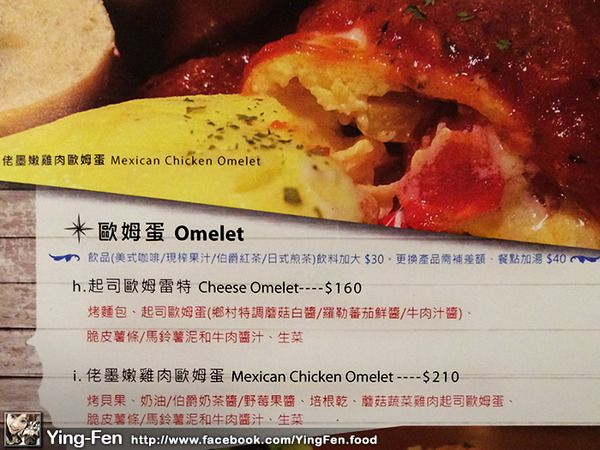 佬墨嫩雞肉歐姆蛋 Mexican Chicken Omelet
歐姆蛋 Omelet
飲品(美式咖啡/現榨果汁/伯爵紅茶/日式煎茶)飲料加大 $30。更換產品需補差額、餐點加湯 $40
h. 起司歐姆雷特 Cheese Omelet----$160
烤麵包、起司歐姆蛋(鄉村特調蘑菇白醬/羅勒蕃茄鮮醬/牛肉汁醬)、
脆皮薯條/馬鈴薯泥和牛肉醬汁、生菜
i. 佬墨嫩雞肉歐姆蛋 Mexican Chicken Omelet ----$210
烤貝果、奶油/伯爵奶茶醬/野莓果醬、培根乾、蘑菇蔬菜雞肉起司歐姆蛋、
脆皮薯條/馬鈴薯泥和牛肉醬汁、生菜
Ying-Fen http://www.facebook.com/YingFen.food